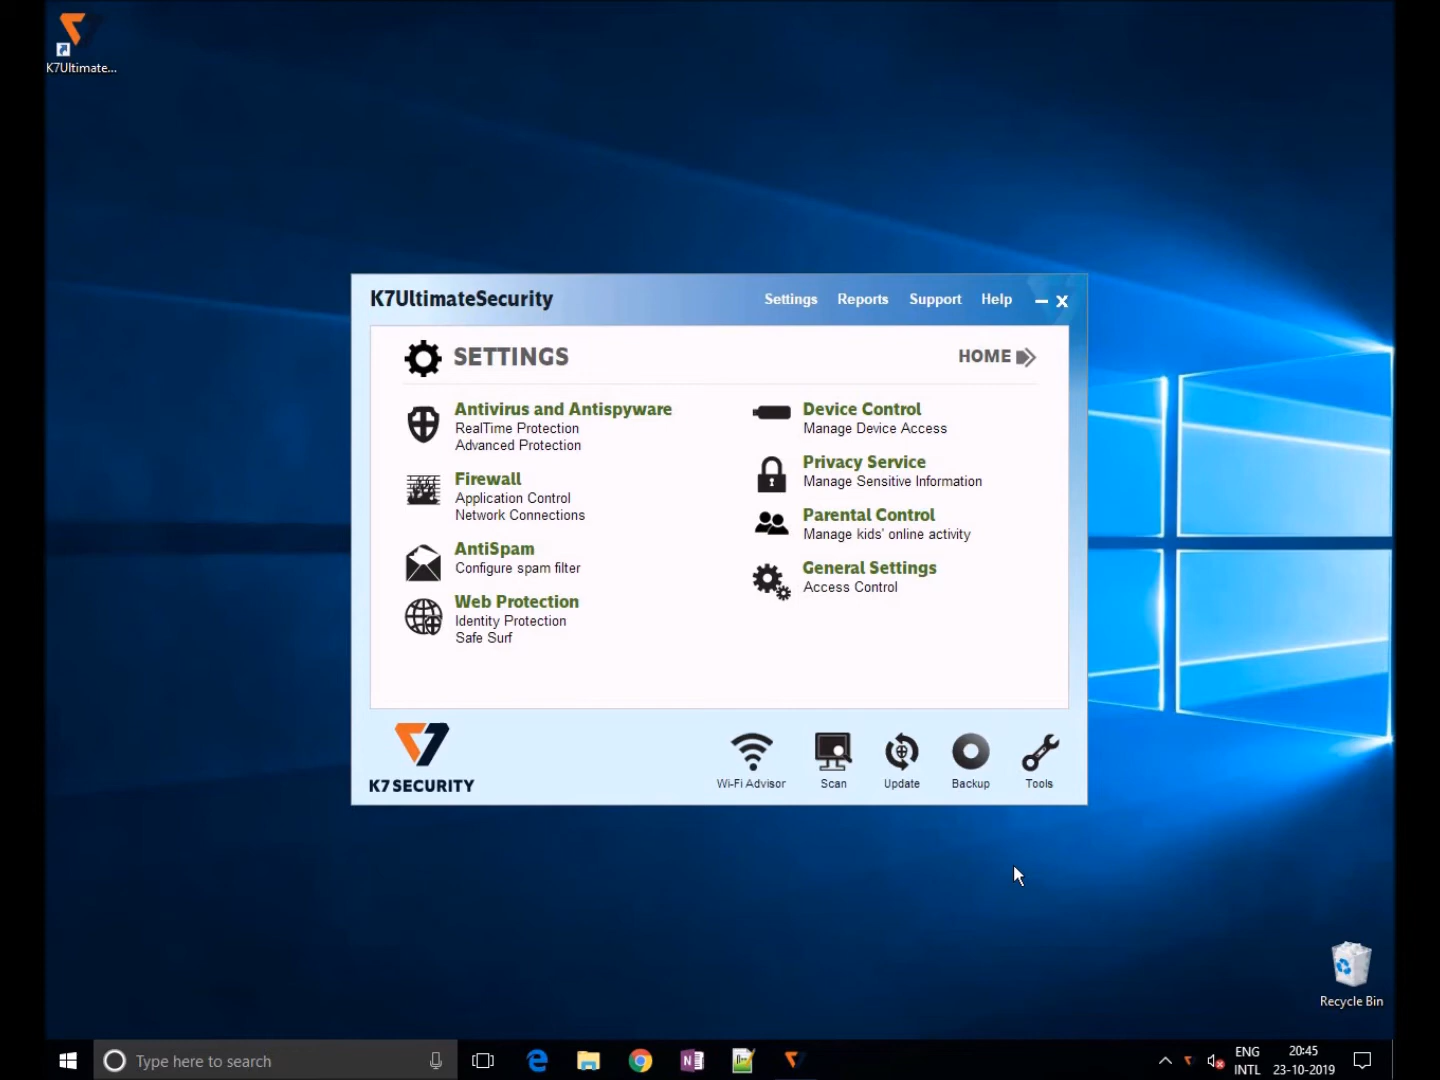 K7Ultimate...
K7UltimateSecurity
Settings Reports Support Help
SETTINGS
HOME
Antivirus and Antispyware
RealTime Protection
Advanced Protection
Firewall
Application Control
Network Connections
AntiSpam
Configure spam filter
Web Protection
Identity Protection
Safe Surf
Device Control
Manage Device Access
Privacy Service
Manage Sensitive Information
Parental Control
Manage kids' online activity
General Settings
Access Control
K7 SECURITY
Wi-Fi Advisor
Scan
Update
Backup
Tools
Recycle Bin
Type here to search
ENG
INTL
20:45
23-10-2019